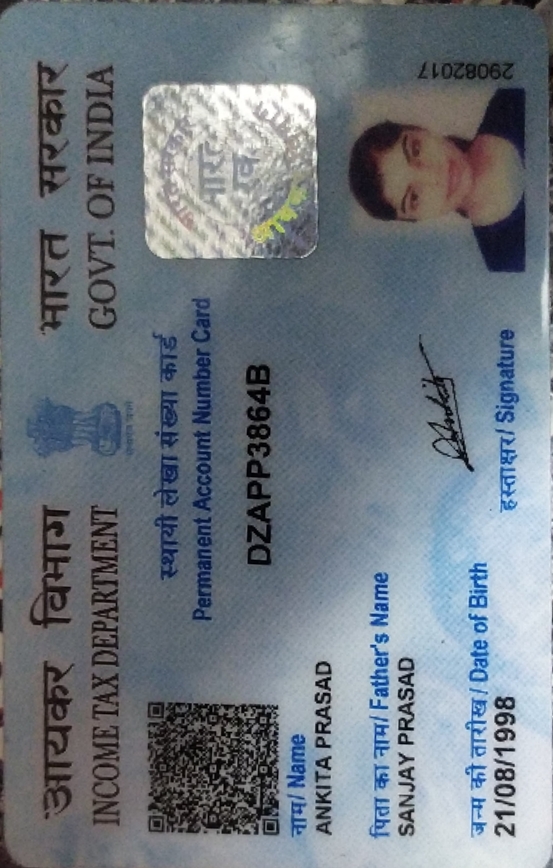 आयकर विभाग
INCOME TAX DEPARTMENT
भारत सरकार
GOVT. OF INDIA
स्थायी लेखा संख्या कार्ड
Permanent Account Number Card
DZAPP3864B
नाम/ Name
ANKITA PRASAD
पिता का नाम/ Father's Name
SANJAY PRASAD
जन्म की तारीख / Date of Birth
21/08/1998
हस्ताक्षर/ Signature
29082017